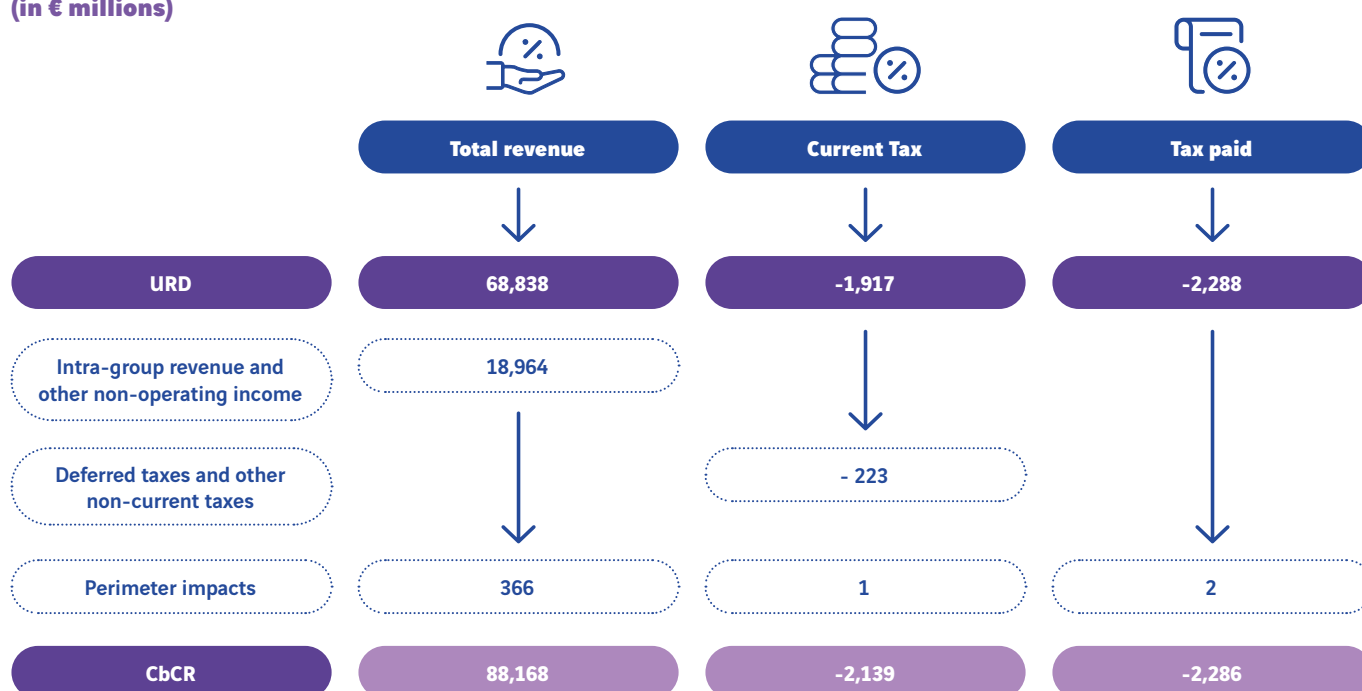 (in € millions)
Total revenue
Current Tax
Tax paid
URD
68,838
-1,917
-2,288
Intra-group revenue and
other non-operating income
18,964
Deferred taxes and other
non-current taxes
- 223
Perimeter impacts
366
1
2
CbCR
88,168
-2,139
-2,286